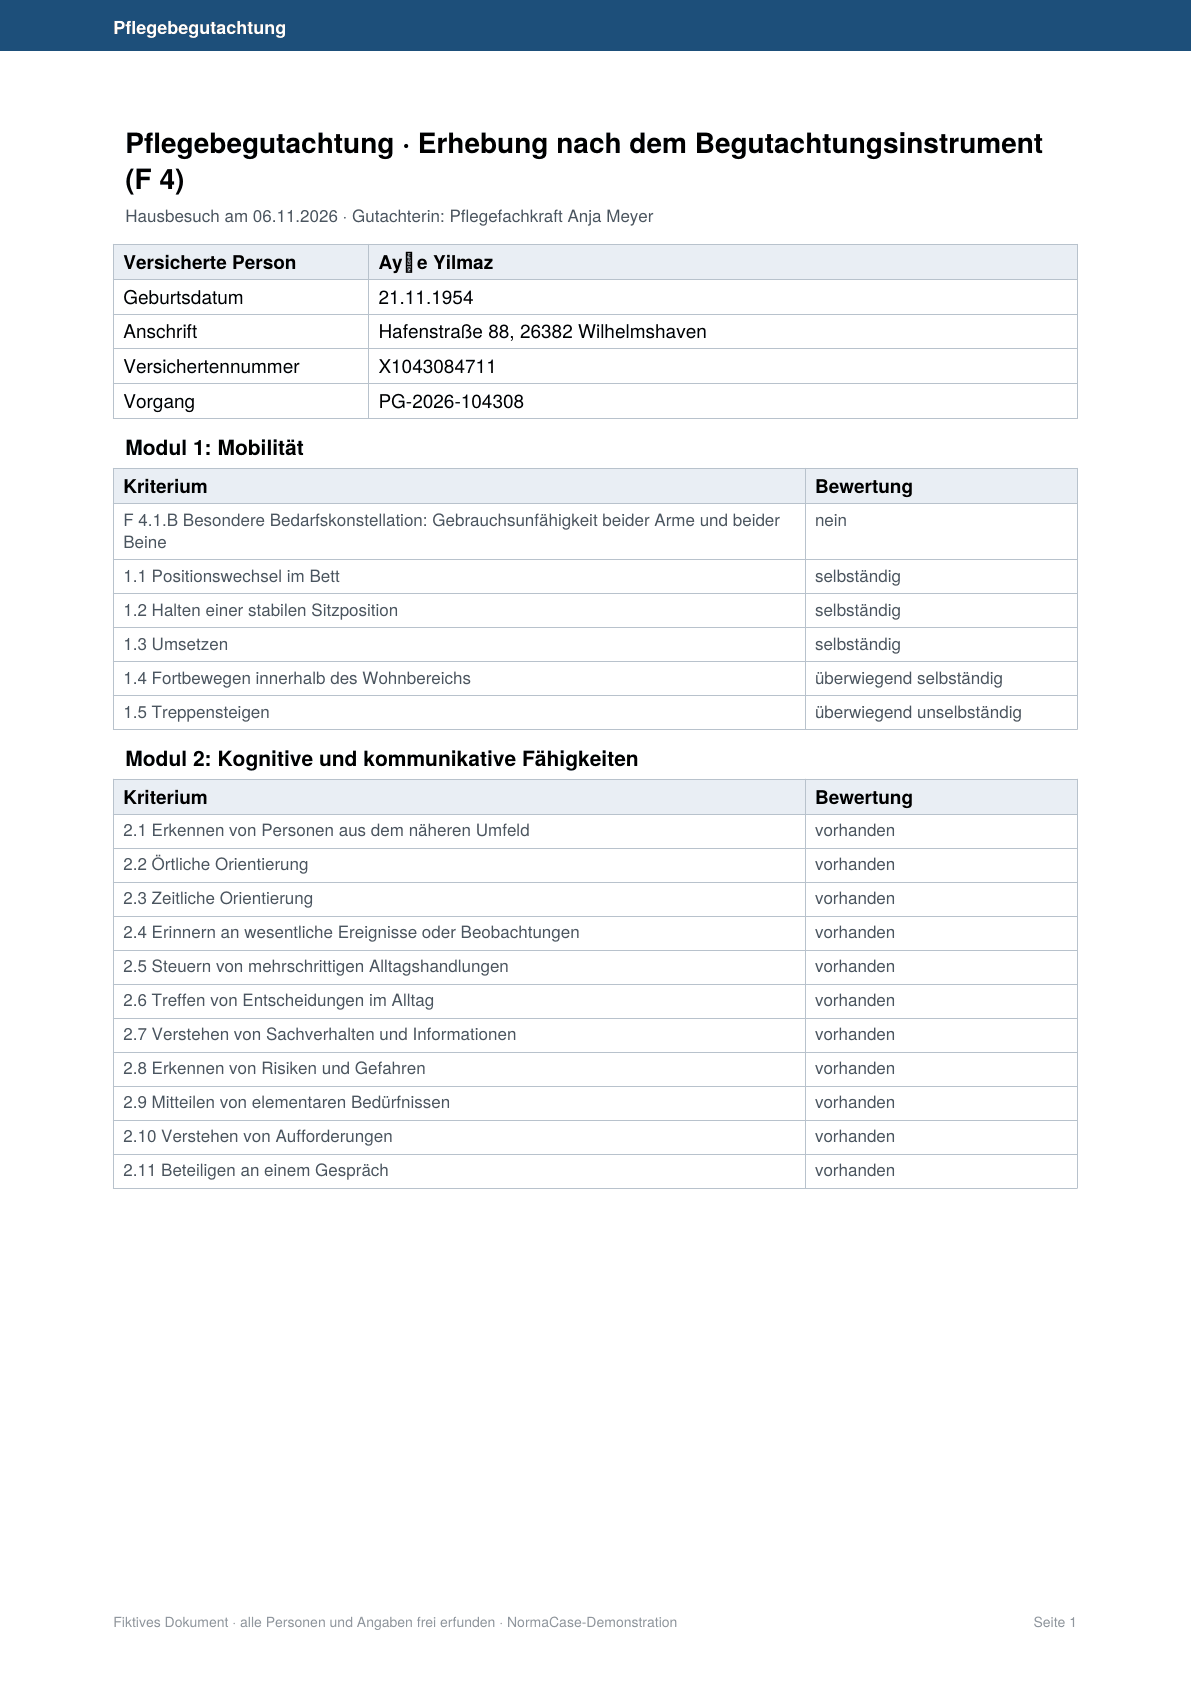 Pflegebegutachtung
Pflegebegutachtung · Erhebung nach dem Begutachtungsinstrument
(F 4)
Hausbesuch am 06.11.2026 · Gutachterin: Pflegefachkraft Anja Meyer
Versicherte Person Yilmaz
Geburtsdatum 21.11.1954
Anschrift Hafenstraße 88, 26382 Wilhelmshaven
Versichertennummer X1043084711
Vorgang PG-2026-104308
Modul 1: Mobilität
Kriterium Bewertung
F 4.1.B Besondere Bedarfskonstellation: Gebrauchsunfähigkeit beider Arme und beider nein
Beine
1.1 Positionswechsel im Bett selbständig
1.2 Halten einer stabilen Sitzposition selbständig
1.3 Umsetzen selbständig
1.4 Fortbewegen innerhalb des Wohnbereichs überwiegend selbständig
1.5 Treppensteigen überwiegend unselbständig
Modul 2: Kognitive und kommunikative Fähigkeiten
Kriterium Bewertung
2.1 Erkennen von Personen aus dem näheren Umfeld vorhanden
2.2 Örtliche Orientierung vorhanden
2.3 Zeitliche Orientierung vorhanden
2.4 Erinnern an wesentliche Ereignisse oder Beobachtungen vorhanden
2.5 Steuern von mehrschrittigen Alltagshandlungen vorhanden
2.6 Treffen von Entscheidungen im Alltag vorhanden
2.7 Verstehen von Sachverhalten und Informationen vorhanden
2.8 Erkennen von Risiken und Gefahren vorhanden
2.9 Mitteilen von elementaren Bedürfnissen vorhanden
2.10 Verstehen von Aufforderungen vorhanden
2.11 Beteiligen an einem Gespräch vorhanden
Fiktives Dokument · alle Personen und Angaben frei erfunden · NormaCase-Demonstration Seite 1